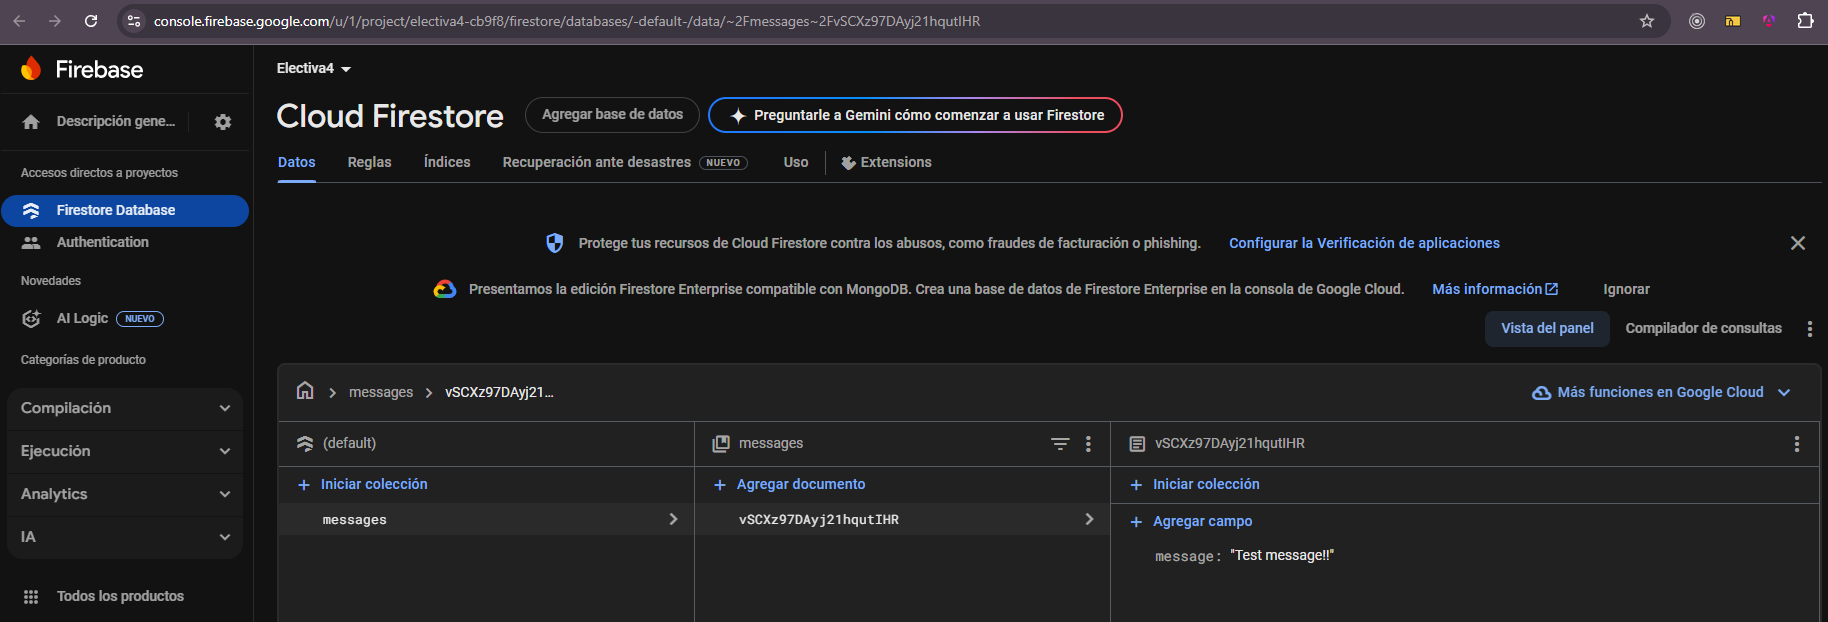 console.firebase.google.com/u/1/project/electiva4-cb9f8/firestore/databases/-default-/data/~2Fmessages~2FvSCXz97DAyj21hqutIHR
Firebase
Electiva4
Descripción gene...
Cloud Firestore
Agregar base de datos
Preguntarle a Gemini cómo comenzar a usar Firestore
Datos
Reglas
Índices
Recuperación ante desastres NUEVO
Uso
Extensions
Accesos directos a proyectos
Firestore Database
Authentication
Novedades
AI Logic NUEVO
Categorías de producto
Compilación
Ejecución
Analytics
IA
Todos los productos
Protege tus recursos de Cloud Firestore contra los abusos, como fraudes de facturación o phishing. Configurar la Verificación de aplicaciones
Presentamos la edición Firestore Enterprise compatible con MongoDB. Crea una base de datos de Firestore Enterprise en la consola de Google Cloud. Más información Ignorar
Vista del panel
Compilador de consultas
messages
vSCXz97DAyj21...
Más funciones en Google Cloud
(default)
Iniciar colección
messages
messages
Agregar documento
vSCXz97DAyj21hqutIHR
vSCXz97DAyj21hqutIHR
Iniciar colección
Agregar campo
message: "Test message!!"